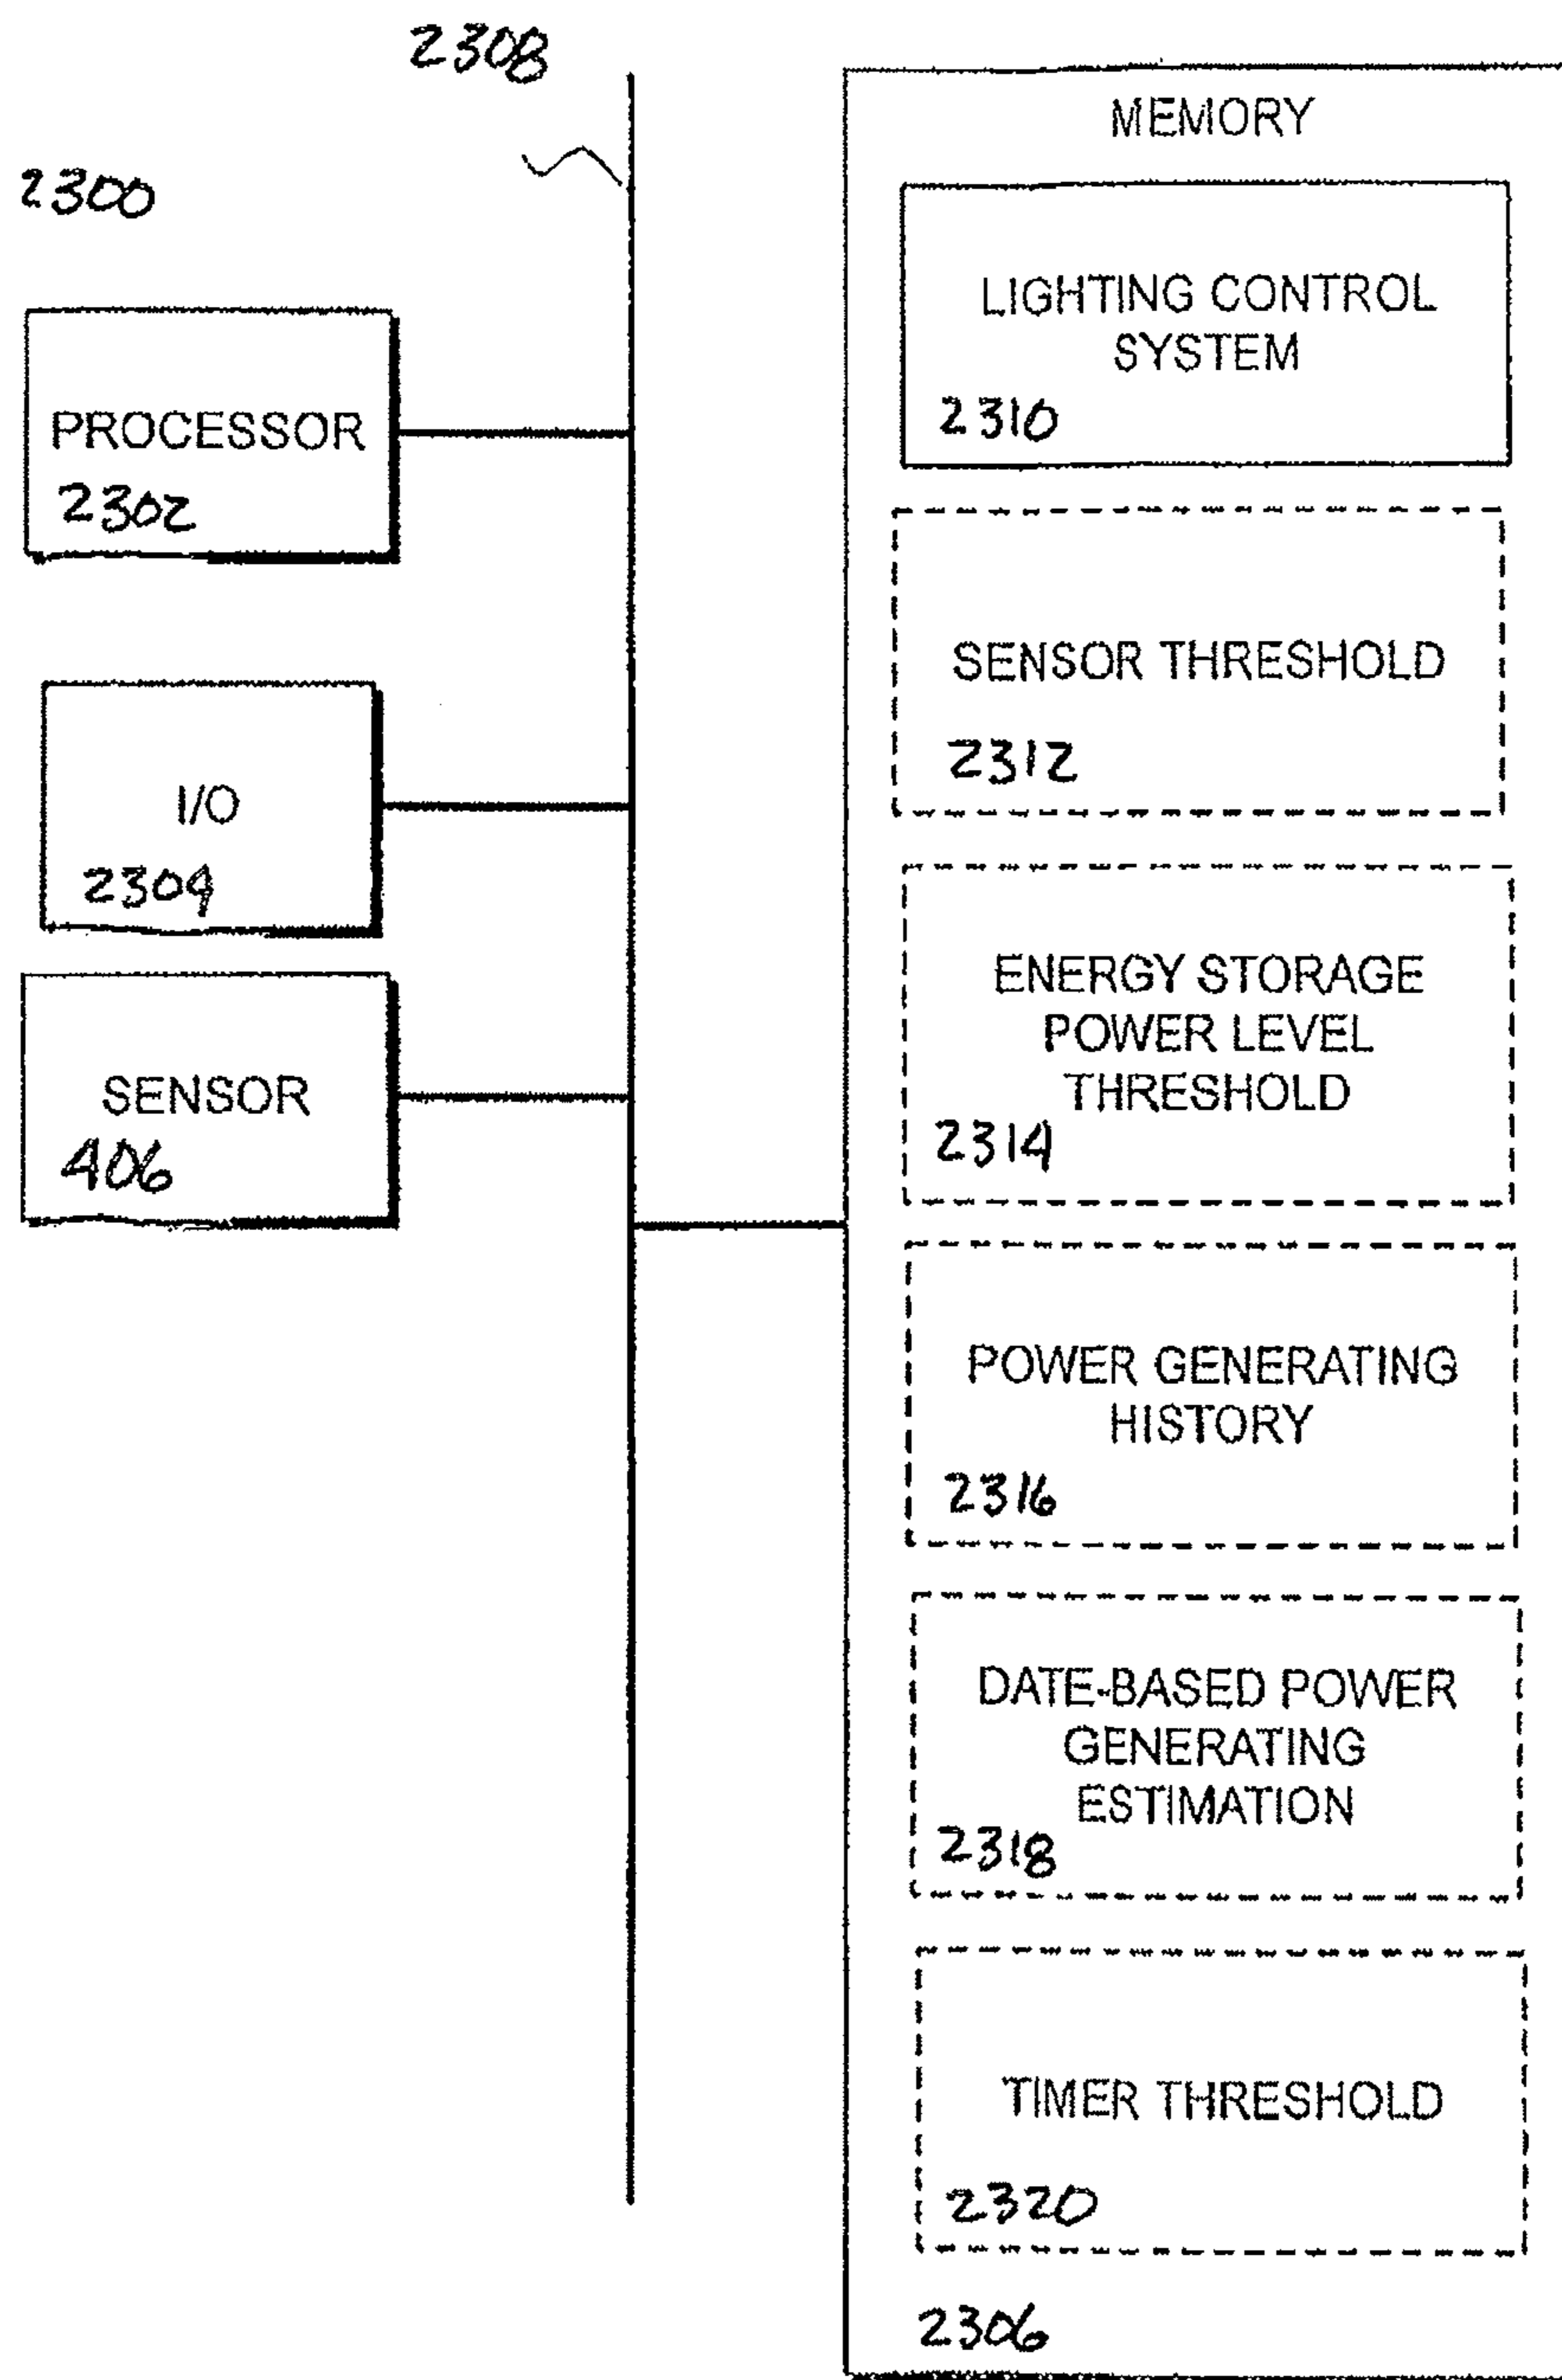 2308
2300
PROCESSOR
2302
I/O
2304
SENSOR
406
MEMORY
LIGHTING CONTROL
SYSTEM
2310
SENSOR THRESHOLD
2312
ENERGY STORAGE
POWER LEVEL
THRESHOLD
2314
POWER GENERATING
HISTORY
2316
DATE-BASED POWER
GENERATING
ESTIMATION
2318
TIMER THRESHOLD
2320
2306